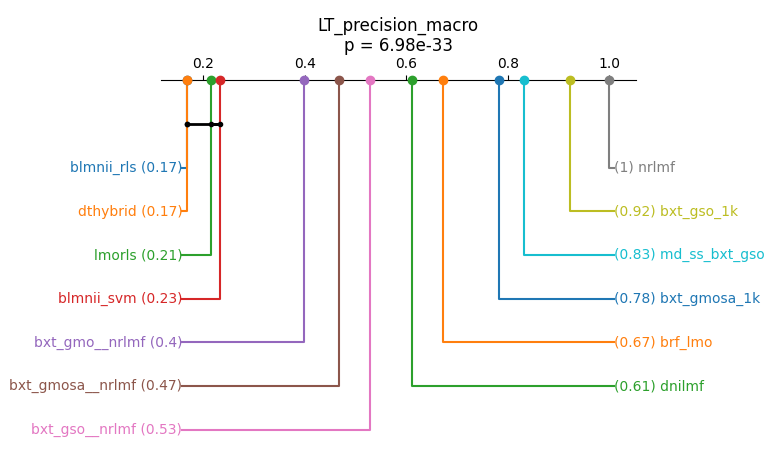 LT_precision_macro
p = 6.98e-33
0.2 0.4 0.6 0.8 1.0
blmnii_rls (0.17) (1) nrlmf
dthybrid (0.17) (0.92) bxt_gso_1k
lmorls (0.21) (0.83) md_ss_bxt_gso
blmnii_svm (0.23) (0.78) bxt_gmosa_1k
bxt_gmo__nrlmf (0.4) (0.67) brf_lmo
bxt_gmosa__nrlmf (0.47) (0.61) dnilmf
bxt_gso__nrlmf (0.53)